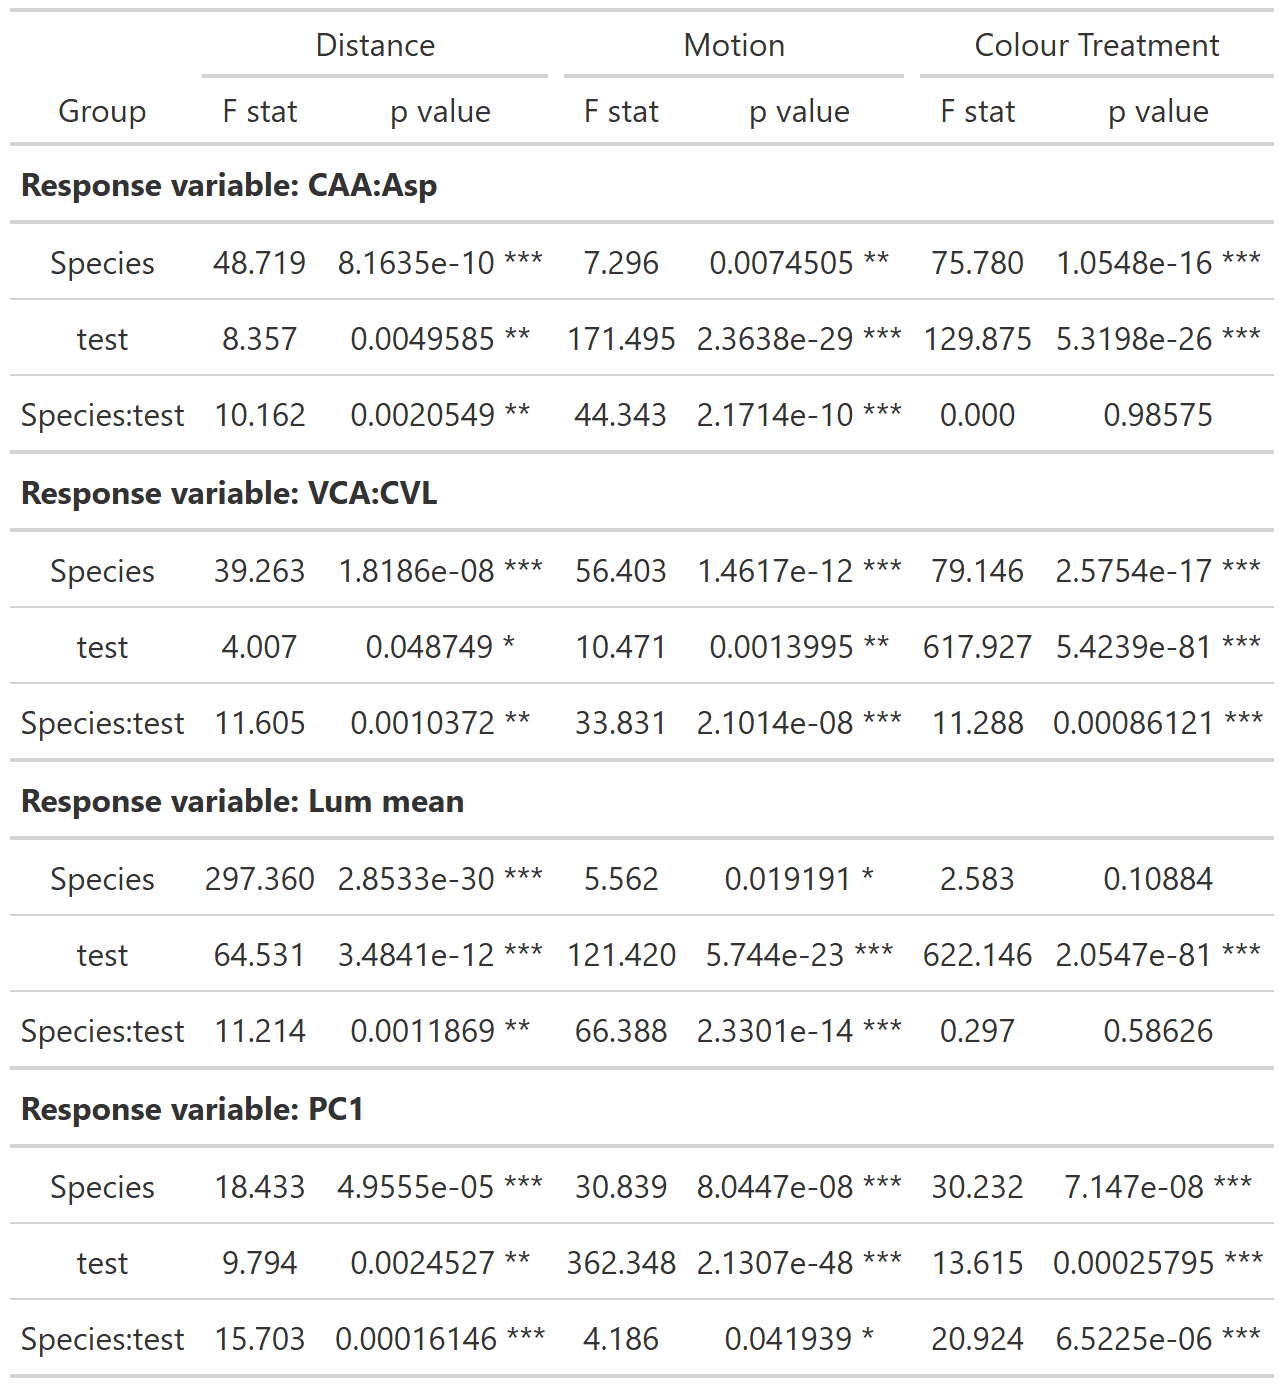 Distance Motion Colour Treatment
Group F stat p value F stat p value F stat p value
Response variable: CAA:Asp
Species 48.719 8.1635e-10 *** 7.296 0.0074505 ** 75.780 1.0548e-16 ***
test 8.357 0.0049585 ** 171.495 2.3638e-29 *** 129.875 5.3198e-26 ***
Species:test 10.162 0.0020549 ** 44.343 2.1714e-10 *** 0.000 0.98575
Response variable: VCA:CVL
Species 39.263 1.8186e-08 *** 56.403 1.4617e-12 *** 79.146 2.5754e-17 ***
test 4.007 0.048749 * 10.471 0.0013995 ** 617.927 5.4239e-81 ***
Species:test 11.605 0.0010372 ** 33.831 2.1014e-08 *** 11.288 0.00086121 ***
Response variable: Lum mean
Species 297.360 2.8533e-30 *** 5.562 0.019191 * 2.583 0.10884
test 64.531 3.4841e-12 *** 121.420 5.744e-23 *** 622.146 2.0547e-81 ***
Species:test 11.214 0.0011869 ** 66.388 2.3301e-14 *** 0.297 0.58626
Response variable: PC1
Species 18.433 4.9555e-05 *** 30.839 8.0447e-08 *** 30.232 7.147e-08 ***
test 9.794 0.0024527 ** 362.348 2.1307e-48 *** 13.615 0.00025795 ***
Species:test 15.703 0.00016146 *** 4.186 0.041939 * 20.924 6.5225e-06 ***